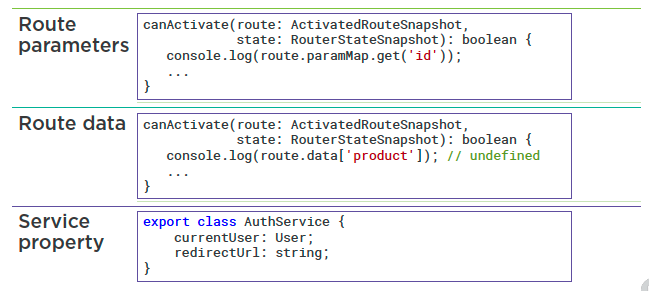 Route
parameters
canActivate(route: ActivatedRouteSnapshot,
            state: RouterStateSnapshot): boolean {
   console.log(route.paramMap.get('id'));
   ...
}
Route data
canActivate(route: ActivatedRouteSnapshot,
            state: RouterStateSnapshot): boolean {
   console.log(route.data['product']); // undefined
   ...
}
Service
property
export class AuthService {
    currentUser: User;
    redirectUrl: string;
}